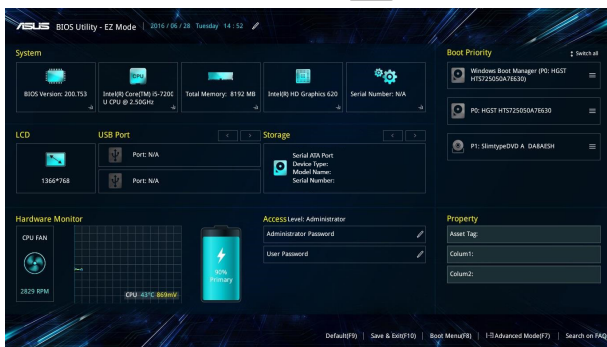 ASUS BIOS Utility - EZ Mode 2016 / 06 / 28 Tuesday 14 : 52
System
BIOS Version: 200.T53
CPU
Intel(R) Core(TM) i5-7200
U CPU @ 2.50GHz
Total Memory: 8192 MB
Intel(R) HD Graphics 620
Serial Number: N/A
Boot Priority
Switch all
Windows Boot Manager (P0: HGST
HTS725050A7E630)
P0: HGST HTS725050A7E630
P1: SlimtypeDVD A DA8AESH
LCD
1366*768
USB Port
Port: N/A
Port: N/A
Storage
Serial ATA Port
Device Type:
Model Name:
Serial Number:
Hardware Monitor
CPU FAN
2829 RPM
CPU 43°C 869mV
90%
Primary
Access Level: Administrator
Administrator Password
User Password
Property
Asset Tag:
Colum1:
Colum2:
Default(F9) Save & Exit(F10) Boot Menu(F8) Advanced Mode(F7) Search on FAQ